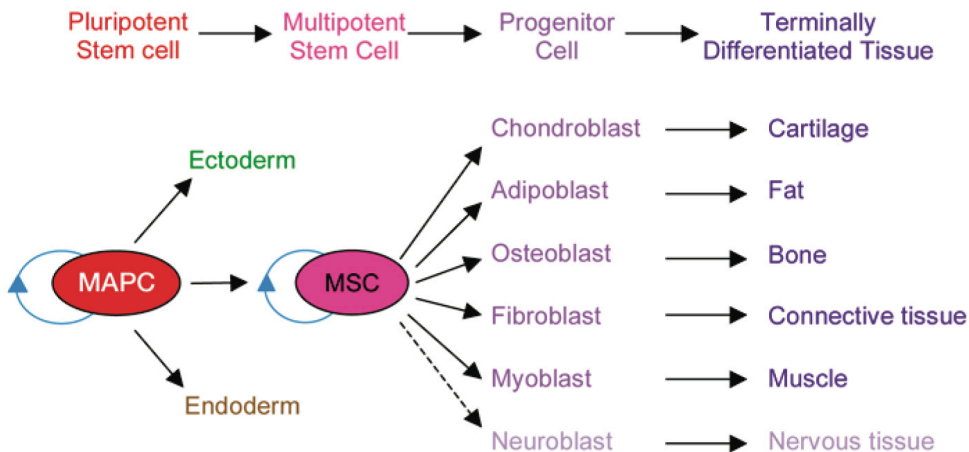 Pluripotent
Stem cell
Multipotent
Stem Cell
Progenitor
Cell
Terminally
Differentiated Tissue
Ectoderm
MAPC
Endoderm
MSC
Chondroblast
Cartilage
Adipoblast
Fat
Osteoblast
Bone
Fibroblast
Connective tissue
Myoblast
Muscle
Neuroblast
Nervous tissue